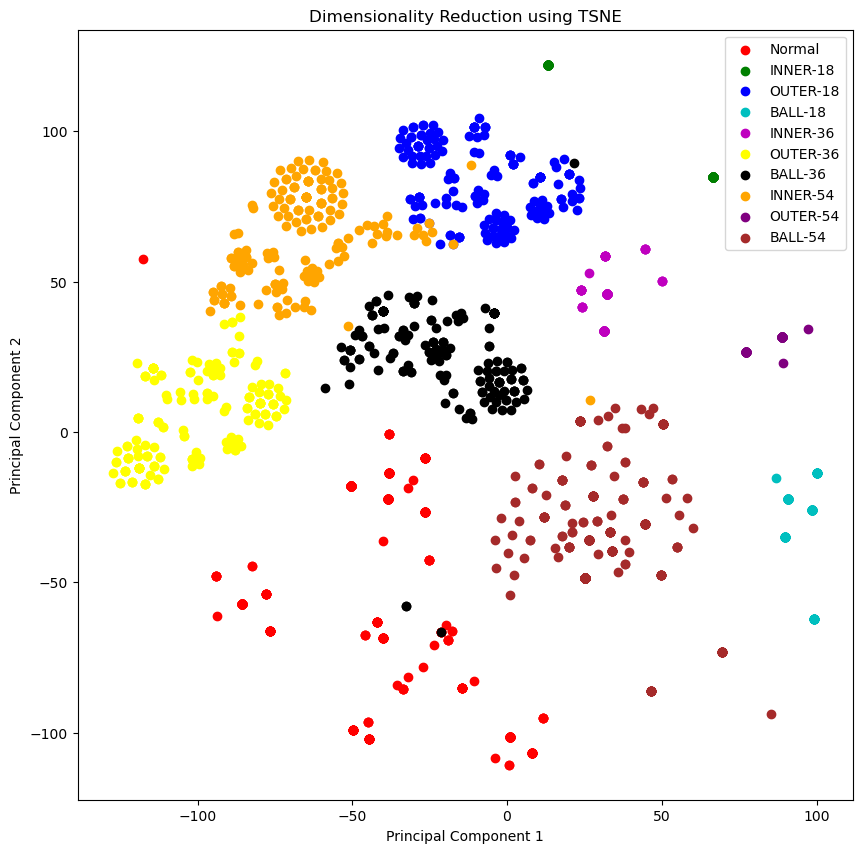 Dimensionality Reduction using TSNE
Normal
INNER-18
OUTER-18
BALL-18
INNER-36
OUTER-36
BALL-36
INNER-54
OUTER-54
BALL-54
Principal Component 2
100
50
0
−50
−100
−100
−50
0
50
100
Principal Component 1